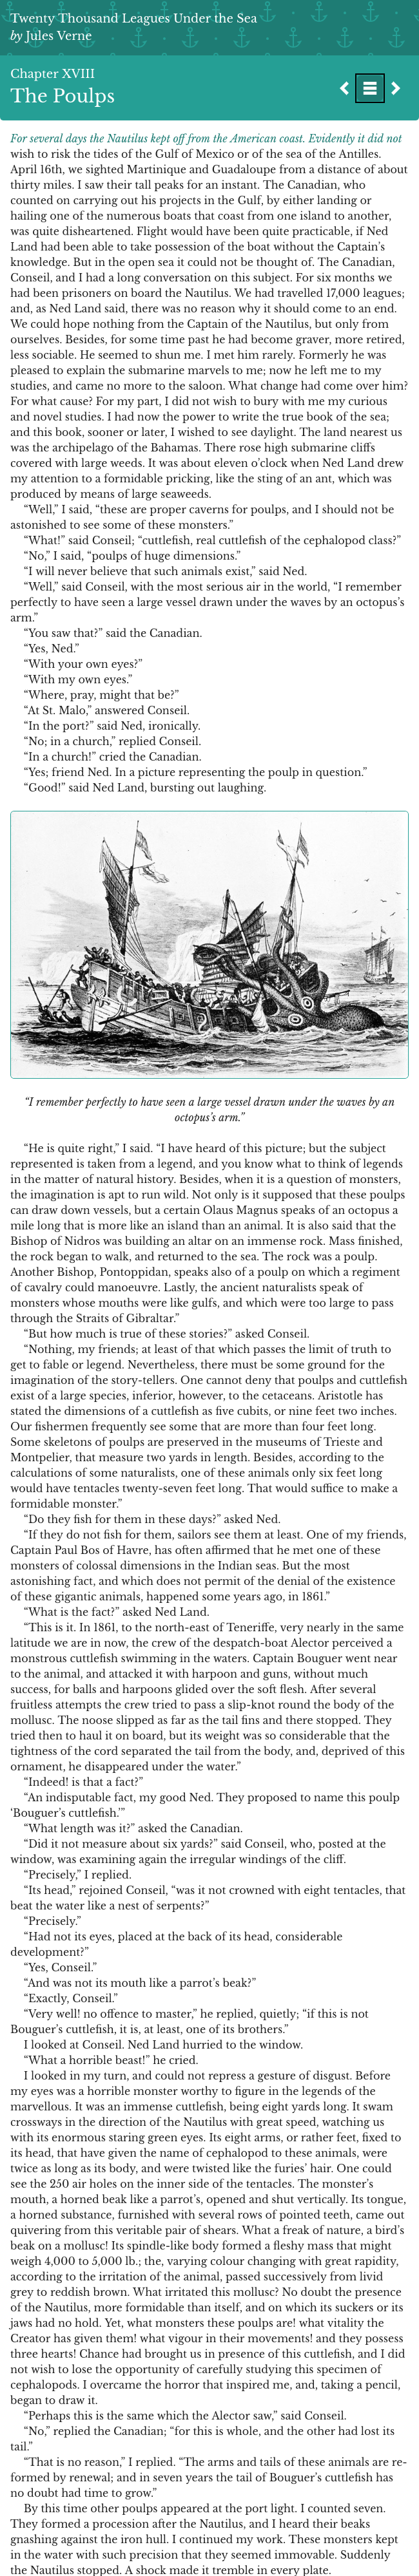 Twenty Thousand Leagues Under the Sea
by Jules Verne
Chapter XVIII
The Poulps
For several days the Nautilus kept off from the American coast. Evidently it did not
wish to risk the tides of the Gulf of Mexico or of the sea of the Antilles.
April 16th, we sighted Martinique and Guadaloupe from a distance of about
thirty miles. I saw their tall peaks for an instant. The Canadian, who
counted on carrying out his projects in the Gulf, by either landing or
hailing one of the numerous boats that coast from one island to another,
was quite disheartened. Flight would have been quite practicable, if Ned
Land had been able to take possession of the boat without the Captain’s
knowledge. But in the open sea it could not be thought of. The Canadian,
Conseil, and I had a long conversation on this subject. For six months we
had been prisoners on board the Nautilus. We had travelled 17,000 leagues;
and, as Ned Land said, there was no reason why it should come to an end.
We could hope nothing from the Captain of the Nautilus, but only from
ourselves. Besides, for some time past he had become graver, more retired,
less sociable. He seemed to shun me. I met him rarely. Formerly he was
pleased to explain the submarine marvels to me; now he left me to my
studies, and came no more to the saloon. What change had come over him?
For what cause? For my part, I did not wish to bury with me my curious
and novel studies. I had now the power to write the true book of the sea;
and this book, sooner or later, I wished to see daylight. The land nearest us
was the archipelago of the Bahamas. There rose high submarine cliffs
covered with large weeds. It was about eleven o’clock when Ned Land drew
my attention to a formidable pricking, like the sting of an ant, which was
produced by means of large seaweeds.
“Well,” I said, “these are proper caverns for poulps, and I should not be
astonished to see some of these monsters.”
“What!” said Conseil; “cuttlefish, real cuttlefish of the cephalopod class?”
“No,” I said, “poulps of huge dimensions.”
“I will never believe that such animals exist,” said Ned.
“Well,” said Conseil, with the most serious air in the world, “I remember
perfectly to have seen a large vessel drawn under the waves by an octopus’s
arm.”
“You saw that?” said the Canadian.
“Yes, Ned.”
“With your own eyes?”
“With my own eyes.”
“Where, pray, might that be?”
“At St. Malo,” answered Conseil.
“In the port?” said Ned, ironically.
“No; in a church,” replied Conseil.
“In a church!” cried the Canadian.
“Yes; friend Ned. In a picture representing the poulp in question.”
“Good!” said Ned Land, bursting out laughing.
“I remember perfectly to have seen a large vessel drawn under the waves by an
octopus’s arm.”
“He is quite right,” I said. “I have heard of this picture; but the subject
represented is taken from a legend, and you know what to think of legends
in the matter of natural history. Besides, when it is a question of monsters,
the imagination is apt to run wild. Not only is it supposed that these poulps
can draw down vessels, but a certain Olaus Magnus speaks of an octopus a
mile long that is more like an island than an animal. It is also said that the
Bishop of Nidros was building an altar on an immense rock. Mass finished,
the rock began to walk, and returned to the sea. The rock was a poulp.
Another Bishop, Pontoppidan, speaks also of a poulp on which a regiment
of cavalry could manoeuvre. Lastly, the ancient naturalists speak of
monsters whose mouths were like gulfs, and which were too large to pass
through the Straits of Gibraltar.”
“But how much is true of these stories?” asked Conseil.
“Nothing, my friends; at least of that which passes the limit of truth to
get to fable or legend. Nevertheless, there must be some ground for the
imagination of the story-tellers. One cannot deny that poulps and cuttlefish
exist of a large species, inferior, however, to the cetaceans. Aristotle has
stated the dimensions of a cuttlefish as five cubits, or nine feet two inches.
Our fishermen frequently see some that are more than four feet long.
Some skeletons of poulps are preserved in the museums of Trieste and
Montpelier, that measure two yards in length. Besides, according to the
calculations of some naturalists, one of these animals only six feet long
would have tentacles twenty-seven feet long. That would suffice to make a
formidable monster.”
“Do they fish for them in these days?” asked Ned.
“If they do not fish for them, sailors see them at least. One of my friends,
Captain Paul Bos of Havre, has often affirmed that he met one of these
monsters of colossal dimensions in the Indian seas. But the most
astonishing fact, and which does not permit of the denial of the existence
of these gigantic animals, happened some years ago, in 1861.”
“What is the fact?” asked Ned Land.
“This is it. In 1861, to the north-east of Teneriffe, very nearly in the same
latitude we are in now, the crew of the despatch-boat Alector perceived a
monstrous cuttlefish swimming in the waters. Captain Bouguer went near
to the animal, and attacked it with harpoon and guns, without much
success, for balls and harpoons glided over the soft flesh. After several
fruitless attempts the crew tried to pass a slip-knot round the body of the
mollusc. The noose slipped as far as the tail fins and there stopped. They
tried then to haul it on board, but its weight was so considerable that the
tightness of the cord separated the tail from the body, and, deprived of this
ornament, he disappeared under the water.”
“Indeed! is that a fact?”
“An indisputable fact, my good Ned. They proposed to name this poulp
‘Bouguer’s cuttlefish.’”
“What length was it?” asked the Canadian.
“Did it not measure about six yards?” said Conseil, who, posted at the
window, was examining again the irregular windings of the cliff.
“Precisely,” I replied.
“Its head,” rejoined Conseil, “was it not crowned with eight tentacles, that
beat the water like a nest of serpents?”
“Precisely.”
“Had not its eyes, placed at the back of its head, considerable
development?”
“Yes, Conseil.”
“And was not its mouth like a parrot’s beak?”
“Exactly, Conseil.”
“Very well! no offence to master,” he replied, quietly; “if this is not
Bouguer’s cuttlefish, it is, at least, one of its brothers.”
I looked at Conseil. Ned Land hurried to the window.
“What a horrible beast!” he cried.
I looked in my turn, and could not repress a gesture of disgust. Before
my eyes was a horrible monster worthy to figure in the legends of the
marvellous. It was an immense cuttlefish, being eight yards long. It swam
crossways in the direction of the Nautilus with great speed, watching us
with its enormous staring green eyes. Its eight arms, or rather feet, fixed to
its head, that have given the name of cephalopod to these animals, were
twice as long as its body, and were twisted like the furies’ hair. One could
see the 250 air holes on the inner side of the tentacles. The monster’s
mouth, a horned beak like a parrot’s, opened and shut vertically. Its tongue,
a horned substance, furnished with several rows of pointed teeth, came out
quivering from this veritable pair of shears. What a freak of nature, a bird’s
beak on a mollusc! Its spindle-like body formed a fleshy mass that might
weigh 4,000 to 5,000 lb.; the, varying colour changing with great rapidity,
according to the irritation of the animal, passed successively from livid
grey to reddish brown. What irritated this mollusc? No doubt the presence
of the Nautilus, more formidable than itself, and on which its suckers or its
jaws had no hold. Yet, what monsters these poulps are! what vitality the
Creator has given them! what vigour in their movements! and they possess
three hearts! Chance had brought us in presence of this cuttlefish, and I did
not wish to lose the opportunity of carefully studying this specimen of
cephalopods. I overcame the horror that inspired me, and, taking a pencil,
began to draw it.
“Perhaps this is the same which the Alector saw,” said Conseil.
“No,” replied the Canadian; “for this is whole, and the other had lost its
tail.”
“That is no reason,” I replied. “The arms and tails of these animals are re-
formed by renewal; and in seven years the tail of Bouguer’s cuttlefish has
no doubt had time to grow.”
By this time other poulps appeared at the port light. I counted seven.
They formed a procession after the Nautilus, and I heard their beaks
gnashing against the iron hull. I continued my work. These monsters kept
in the water with such precision that they seemed immovable. Suddenly
the Nautilus stopped. A shock made it tremble in every plate.